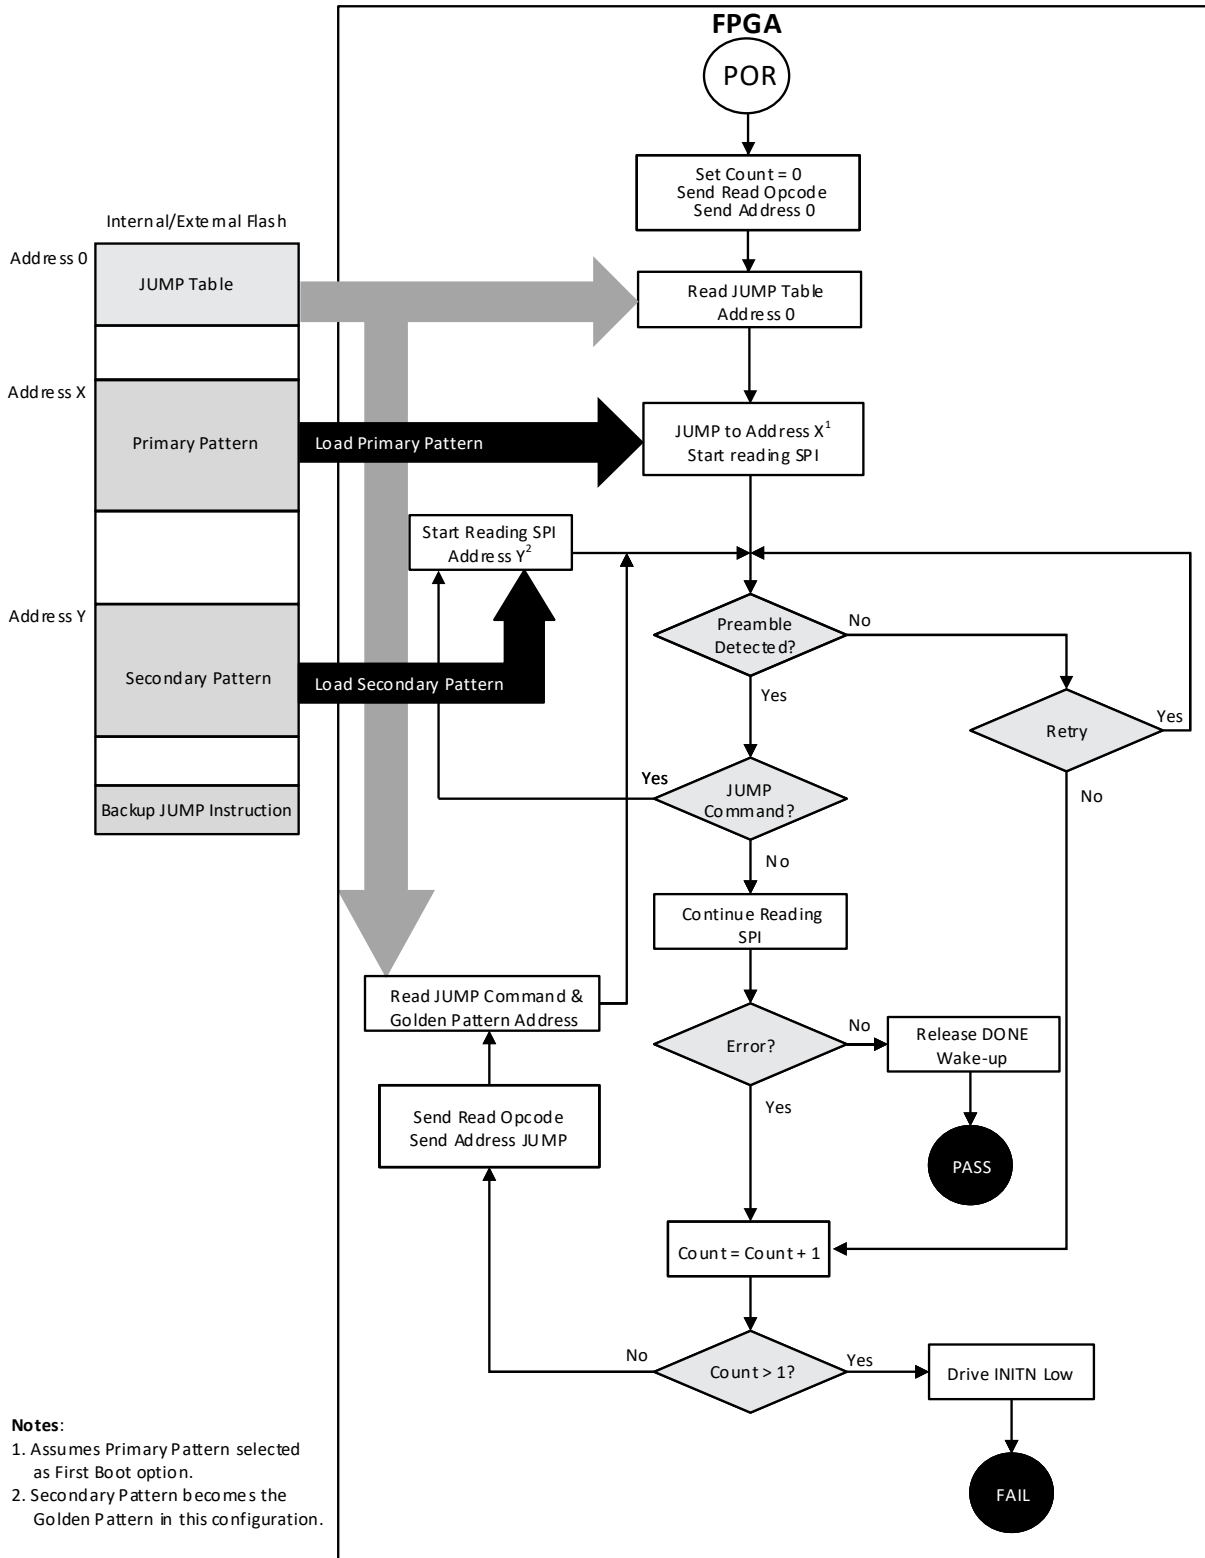 FPGA
POR
Set Count = 0
Send Read Opcode
Send Address 0
Internal/External Flash
Address 0
JUMP Table
Read JUMP Table
Address 0
Address X
Primary Pattern
Load Primary Pattern
JUMP to Address X1
Start reading SPI
Start Reading SPI
Address Y2
Address Y
Secondary Pattern
Load Secondary Pattern
Preamble
Detected?
No
Yes
Retry
Yes
No
Yes
JUMP
Command?
No
Backup JUMP Instruction
Continue Reading
SPI
Read JUMP Command &
Golden Pattern Address
Error?
No
Release DONE
Wake-up
Yes
Send Read Opcode
Send Address JUMP
PASS
Count = Count + 1
No
Count > 1?
Yes
Drive INITN Low
FAIL
Notes:
1. Assumes Primary Pattern selected
as First Boot option.
2. Secondary Pattern becomes the
Golden Pattern in this configuration.